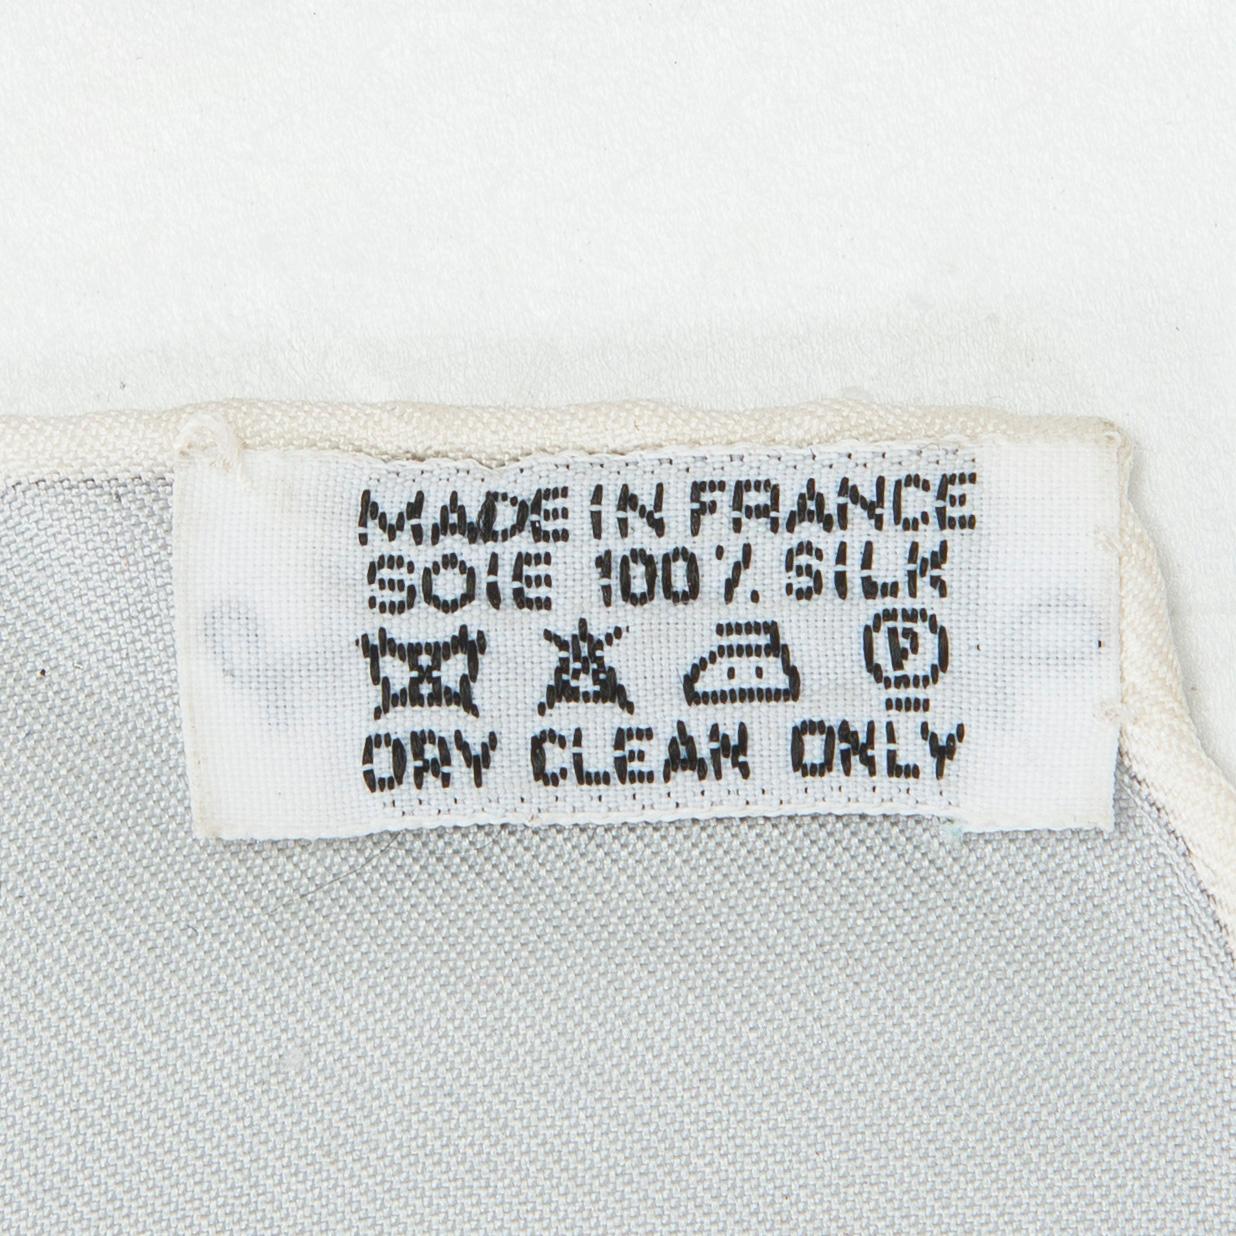 MADE IN FRANCE
SOIE 100% SILK
F
DRY CLEAN ONLY